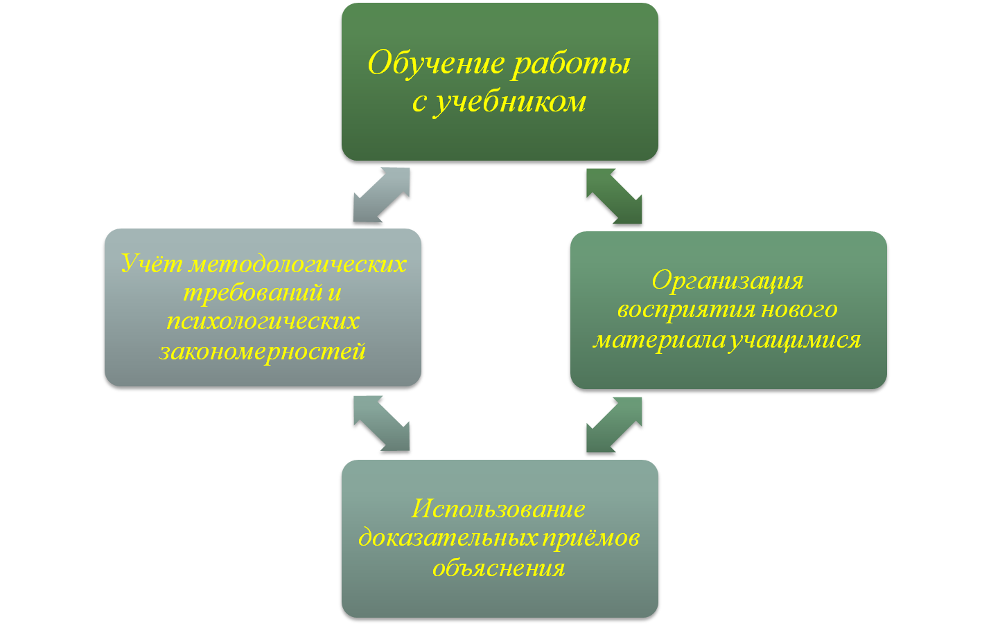 Обучение работы
с учебником
Учёт методологических
требований и
психологических
закономерностей
Организация
восприятия нового
материала учащимися
Использование
доказательных приёмов
объяснения